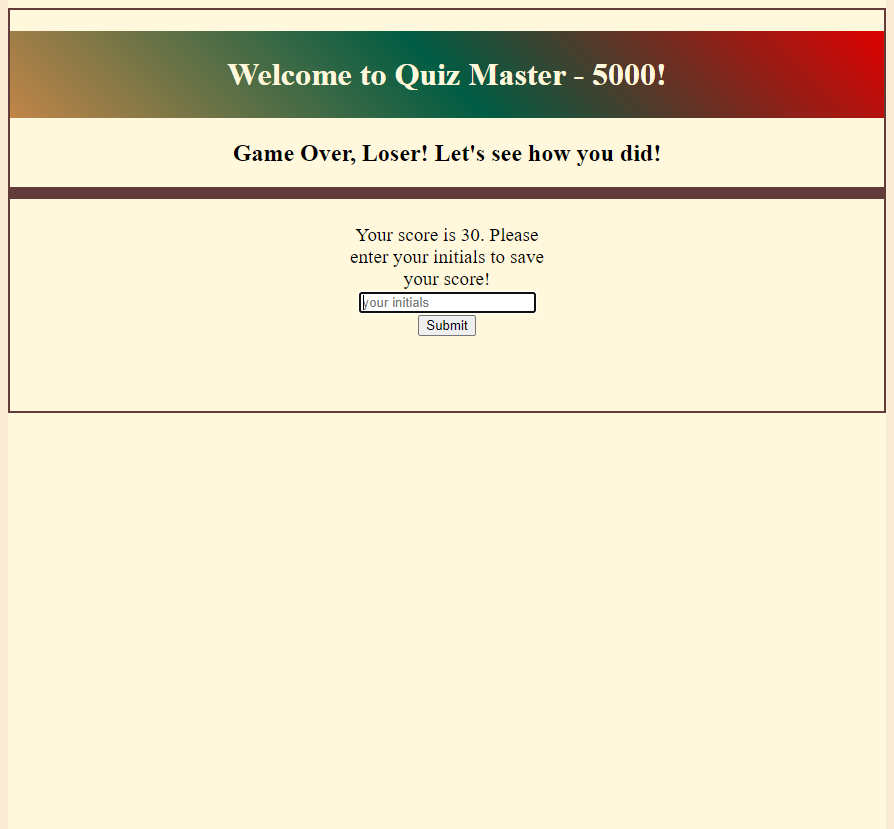 Welcome to Quiz Master - 5000!
Game Over, Loser! Let's see how you did!
Your score is 30. Please
enter your initials to save
your score!
your initials
Submit